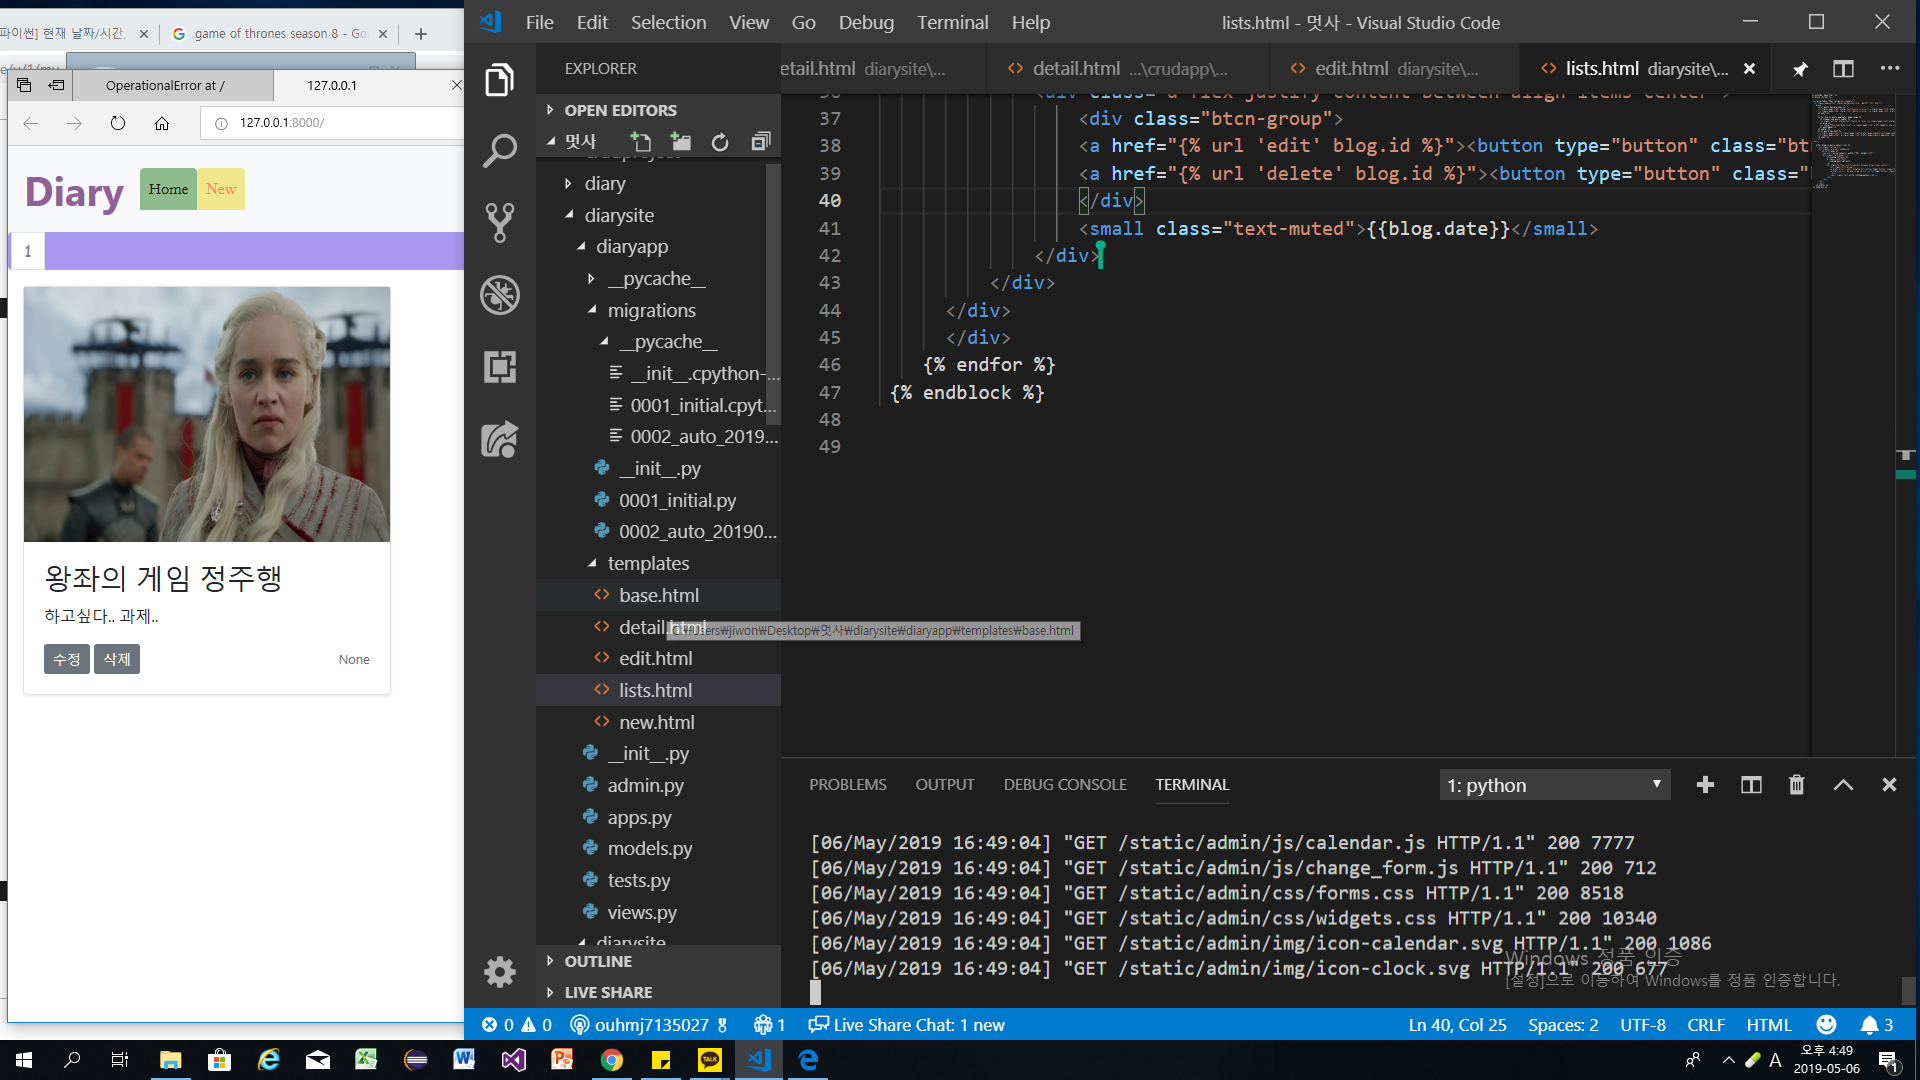 파이썬] 현재 날짜/시간
game of thrones season 8 - Go
OperationalError at /
127.0.0.1
127.0.0.1:8000/
Diary
Home
New
1
왕좌의 게임 정주행
하고싶다.. 과제..
수정
삭제
None
File Edit Selection View Go Debug Terminal Help
lists.html - 멋사 - Visual Studio Code
EXPLORER
OPEN EDITORS
멋사
diary
diarysite
diaryapp
__pycache__
migrations
__pycache__
__init__.cpython-...
0001_initial.cpyt...
0002_auto_2019...
__init__.py
0001_initial.py
0002_auto_20190...
templates
base.html
detail.html
edit.html
lists.html
new.html
__init__.py
admin.py
apps.py
models.py
tests.py
views.py
diarysite
OUTLINE
LIVE SHARE
etail.html diarysite\...
detail.html ...\crudapp\...
edit.html diarysite\...
lists.html diarysite\...
36 <div class="d-flex justify-content-between align-items-center">
37 <div class="btcn-group">
38 <a href="{% url 'edit' blog.id %}"><button type="button" class="bt
39 <a href="{% url 'delete' blog.id %}"><button type="button" class="
40 </div>
41 <small class="text-muted">{{blog.date}}</small>
42 </div>
43 </div>
44 </div>
45 </div>
46 {% endfor %}
47 {% endblock %}
48
49
sers₩jiwon₩Desktop₩멋사₩diarysite₩diaryapp₩templates₩base.html
PROBLEMS OUTPUT DEBUG CONSOLE TERMINAL
1: python
[06/May/2019 16:49:04] "GET /static/admin/js/calendar.js HTTP/1.1" 200 7777
[06/May/2019 16:49:04] "GET /static/admin/js/change_form.js HTTP/1.1" 200 712
[06/May/2019 16:49:04] "GET /static/admin/css/forms.css HTTP/1.1" 200 8518
[06/May/2019 16:49:04] "GET /static/admin/css/widgets.css HTTP/1.1" 200 10340
[06/May/2019 16:49:04] "GET /static/admin/img/icon-calendar.svg HTTP/1.1" 200 1086
[06/May/2019 16:49:04] "GET /static/admin/img/icon-clock.svg HTTP/1.1" 200 677
Windows 정품 인증
[설정]으로 이동하여 Windows를 정품 인증합니다.
0 0 ouhmj7135027 1 Live Share Chat: 1 new
Ln 40, Col 25 Spaces: 2 UTF-8 CRLF HTML 3
TALK
A
오후 4:49
2019-05-06
1